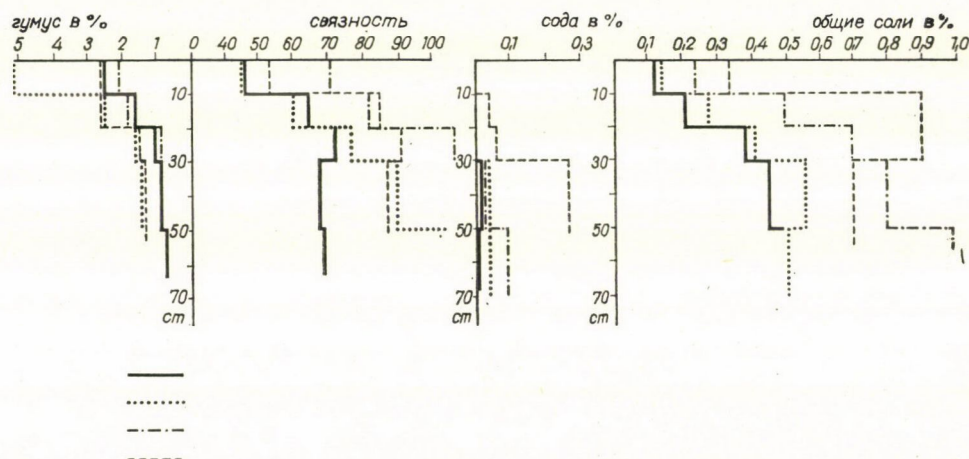 гумус в %
связность
сода в %
общие соли в %
5 4 3 2 1 0 40 50 60 70 80 90 100
0,1 0,3
0,1 0,2 0,3 0,4 0,5 0,6 0,7 0,8 0,9 1,0
10 10 10
30 30 30
50 50 50
70 70 70
cm cm cm